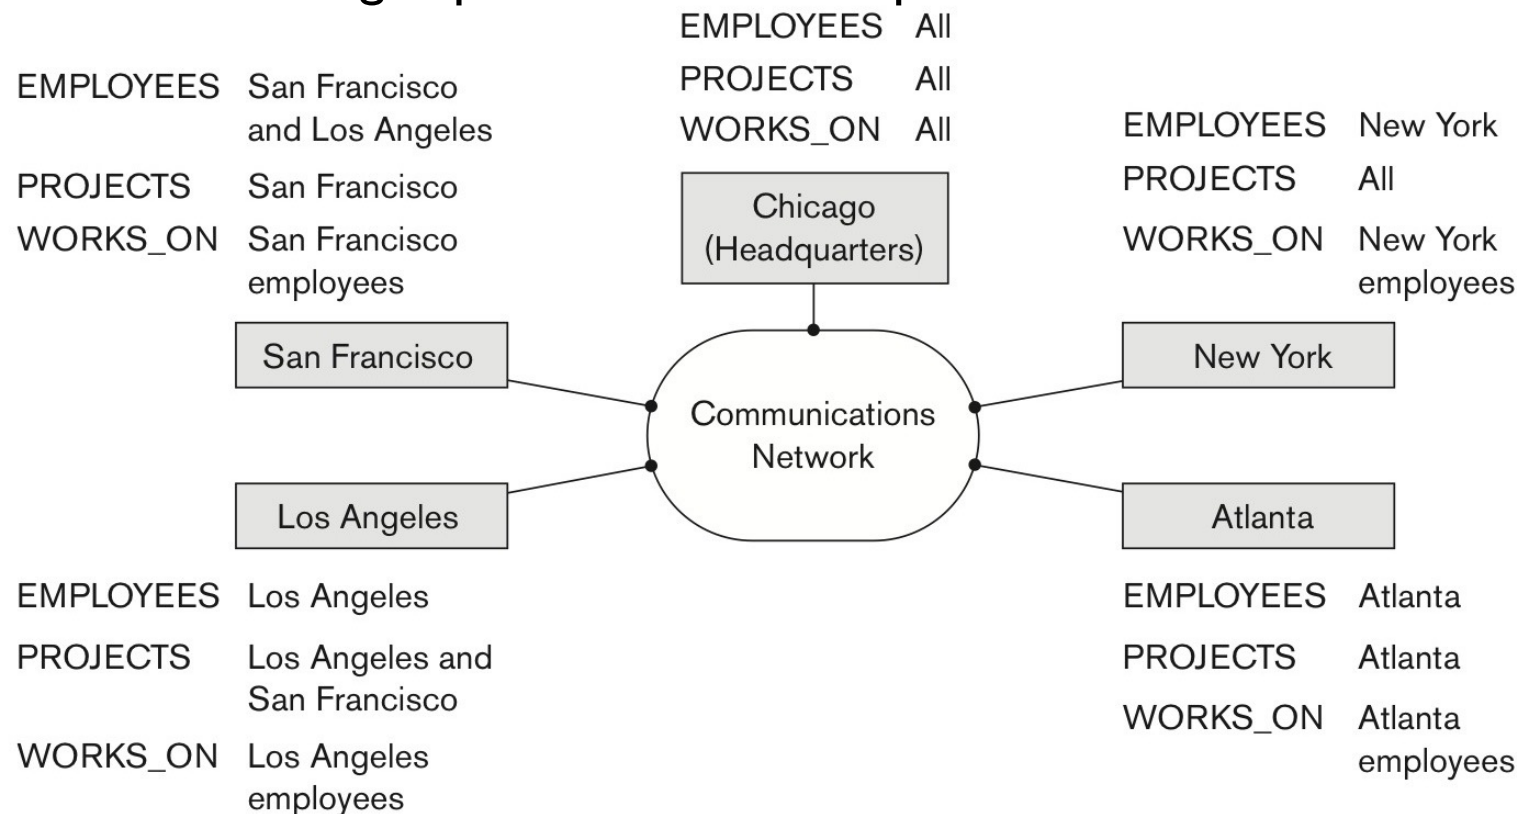 EMPLOYEES All
PROJECTS All
WORKS_ON All
Chicago
(Headquarters)
EMPLOYEES San Francisco
and Los Angeles
PROJECTS San Francisco
WORKS_ON San Francisco
employees
San Francisco
EMPLOYEES New York
PROJECTS All
WORKS_ON New York
employees
New York
Communications
Network
Los Angeles
EMPLOYEES Los Angeles
PROJECTS Los Angeles and
San Francisco
WORKS_ON Los Angeles
employees
Atlanta
EMPLOYEES Atlanta
PROJECTS Atlanta
WORKS_ON Atlanta
employees